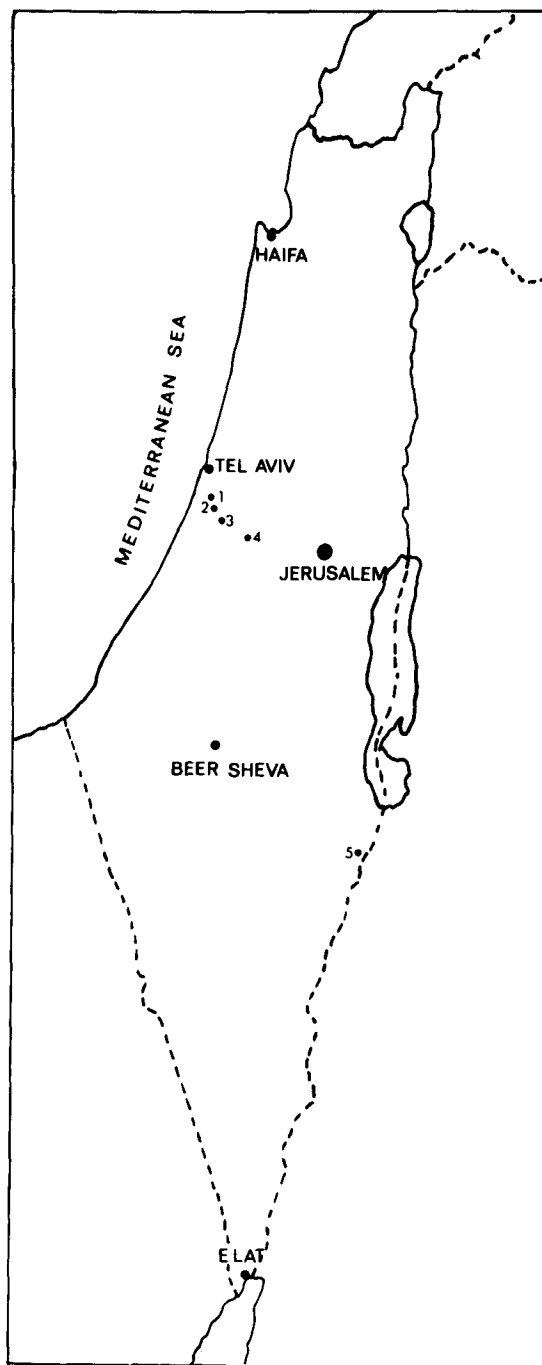 HAIFA
MEDITERRANEAN SEA
TEL AVIV
1
2
3
4
JERUSALEM
BEER SHEVA
5
ELAT